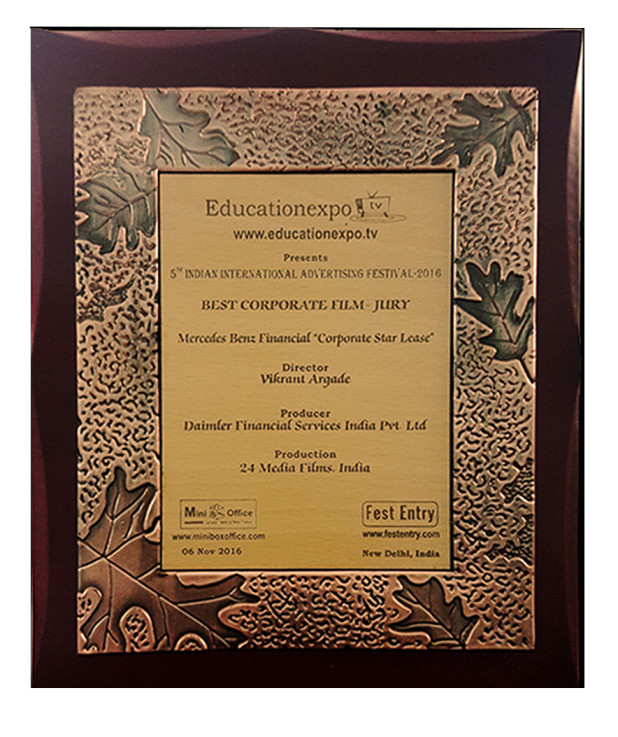 Educationexpo tv
www.educationexpo.tv
Presents
5TH INDIAN INTERNATIONAL ADVERTISING FESTIVAL-2016
BEST CORPORATE FILM- JURY
Mercedes Benz Financial "Corporate Star Lease"
Director
Vikrant Argade
Producer
Daimler Financial Services India Pvt. Ltd
Production
24 Media Films. India
Mini Office
Fest Entry
www.miniboxoffice.com
www.festentry.com
06 Nov 2016
New Delhi, India